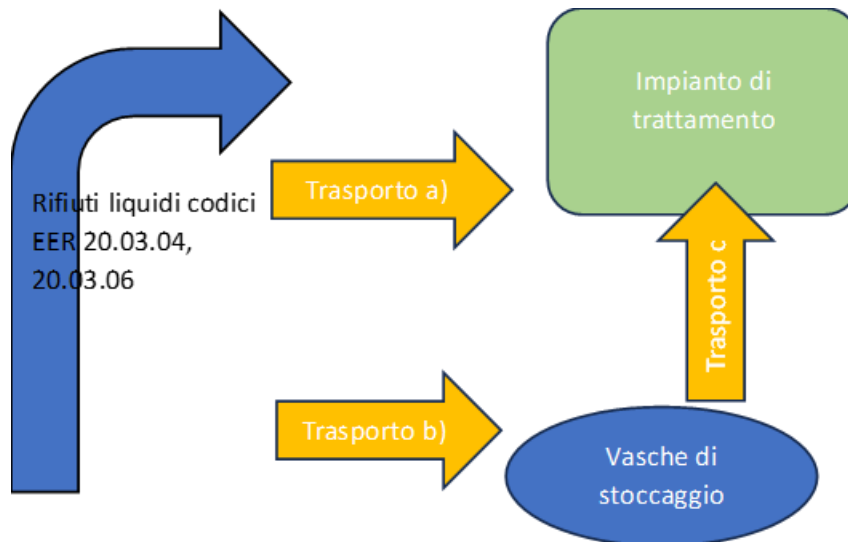 Impianto di
trattamento
Trasporto a)
Rifiuti liquidi codici
EER 20.03.04,
20.03.06
Trasporto c
Trasporto b)
Vasche di
stoccaggio